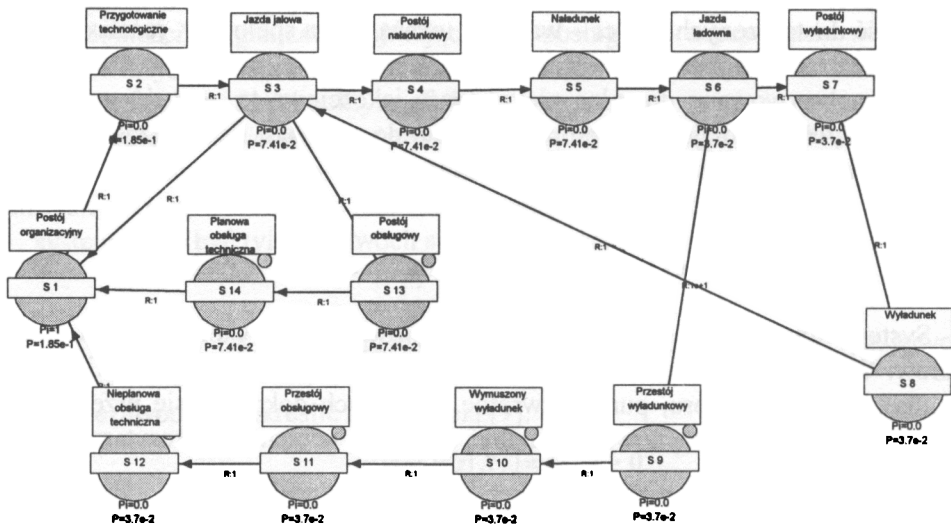 Przygotowanie
technologiczne
S 2
Pi=0.0
R=1.85e-1
R:1
Jazda jalowa
S 3
Pi=0.0
P=7.41e-2
R:1
Postój
naladunkowy
S 4
Pi=0.0
P=7.41e-2
R:1
Naladunek
S 5
Pi=0.0
P=7.41e-2
R:1
Jazda
ładowna
S 6
Pi=0.0
P=3.7e-2
R:1
Postój
wyładunkowy
S 7
Pi=0.0
P=3.7e-2
R:1
R:1
R:1
R:1
R:1
Postój
organizacyjny
S 1
Pi=1
P=1.85e-1
Planowa
obsługa
techniczna
S 14
Pi=0.0
P=7.41e-2
R:1
Postój
obsługowy
S 13
Pi=0.0
P=7.41e-2
R:1
Wyładunek
S 8
Pi=0.0
P=3.7e-2
Nieplanowa
obsługa
techniczna
S 12
Pi=0.0
P=3.7e-2
R:1
Przestój
obsługowy
S 11
Pi=0.0
P=3.7e-2
R:1
Wymuszony
wyładunek
S 10
Pi=0.0
P=3.7e-2
R:1
Przestój
wyładunkowy
S 9
Pi=0.0
P=3.7e-2